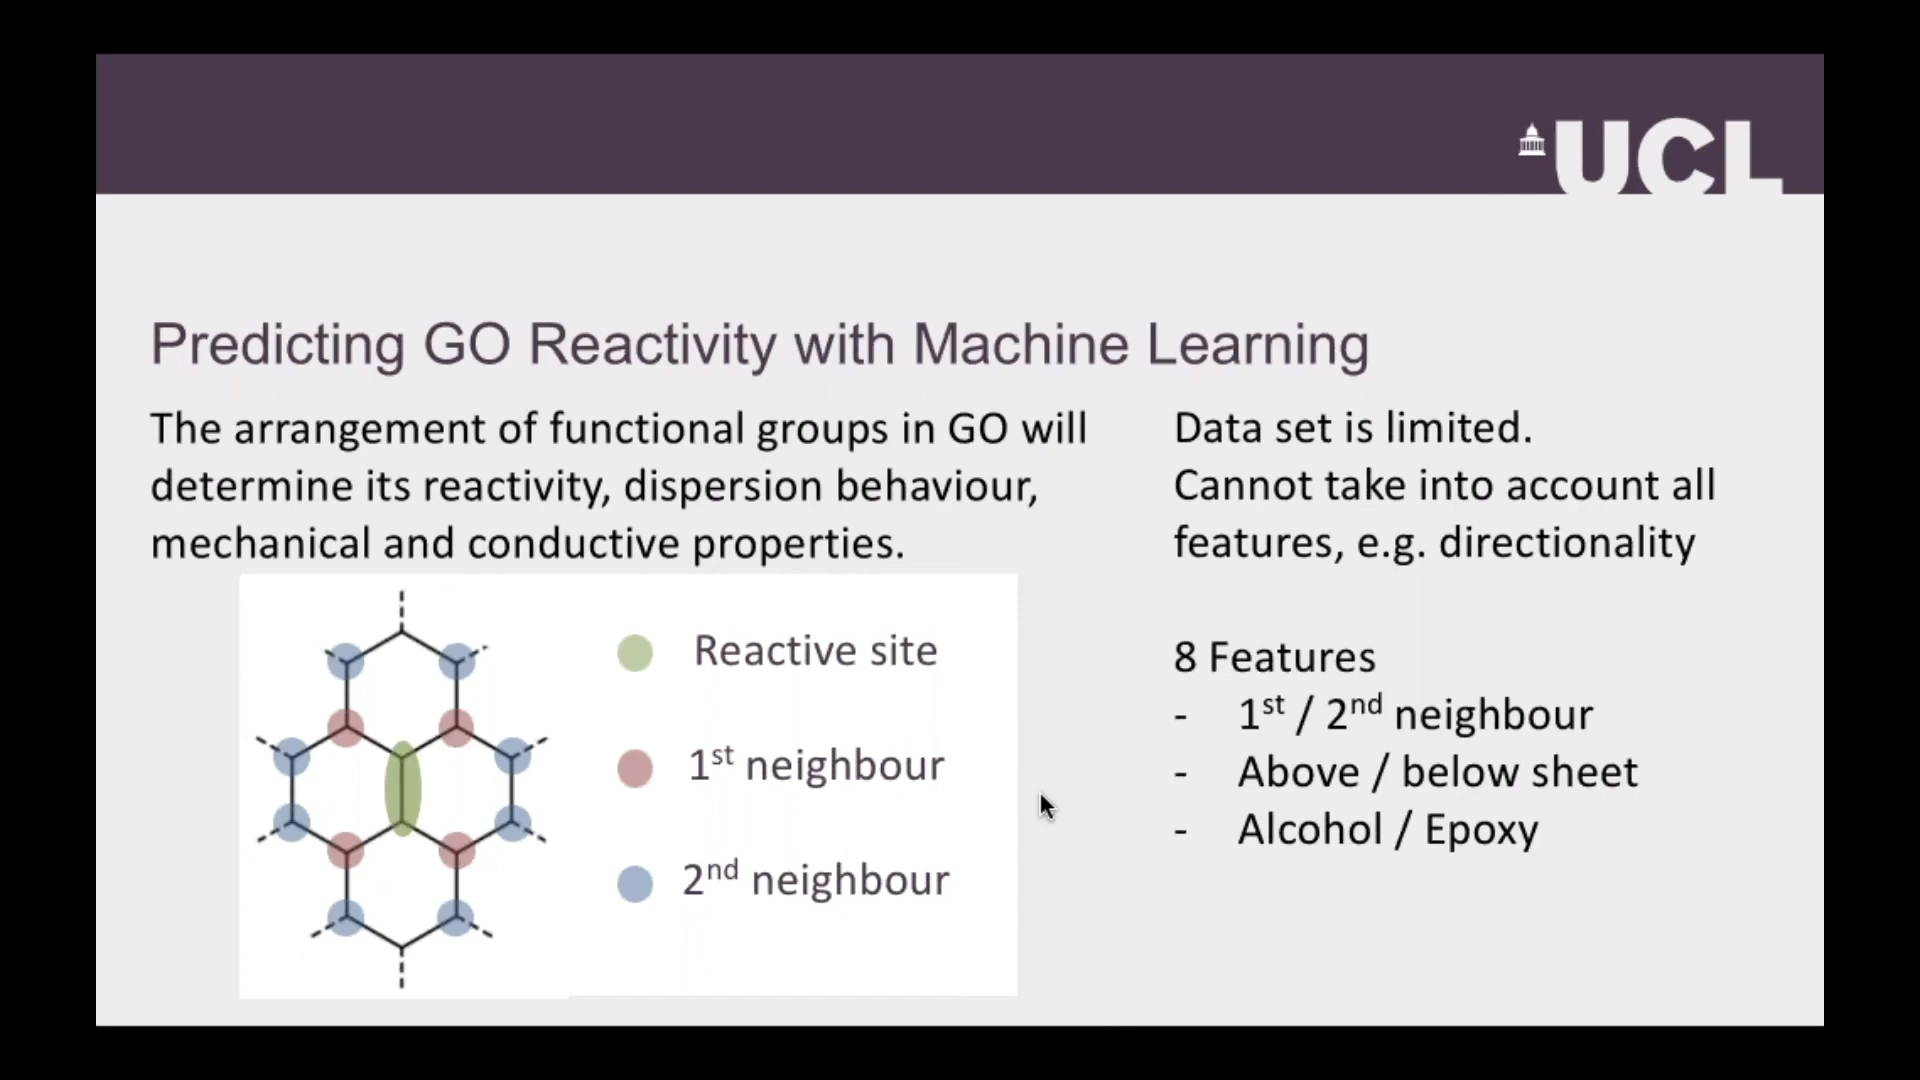 UCL
Predicting GO Reactivity with Machine Learning
The arrangement of functional groups in GO will
determine its reactivity, dispersion behaviour,
mechanical and conductive properties.
Reactive site
1st neighbour
2nd neighbour
Data set is limited.
Cannot take into account all
features, e.g. directionality
8 Features
- 1st / 2nd neighbour
- Above / below sheet
- Alcohol / Epoxy